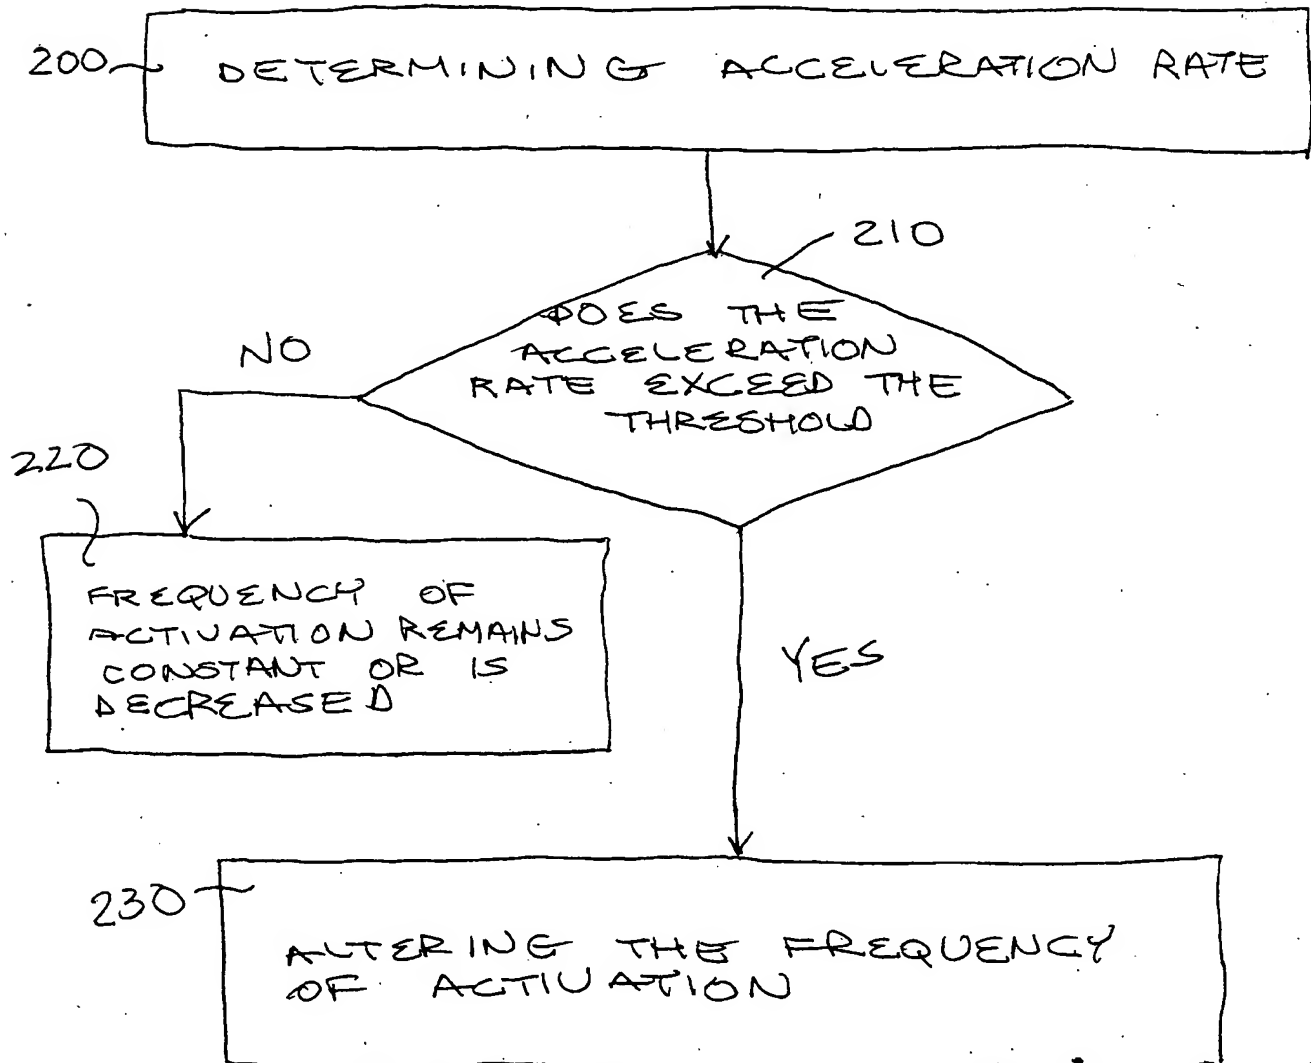 200 DETERMINING ACCELERATION RATE
210
DOES THE
ACCELERATION
RATE EXCEED THE
THRESHOLD
NO
220
FREQUENCY OF
ACTIVATION REMAINS
CONSTANT OR IS
DECREASED
YES
230
ALTERING THE FREQUENCY
OF ACTIVATION